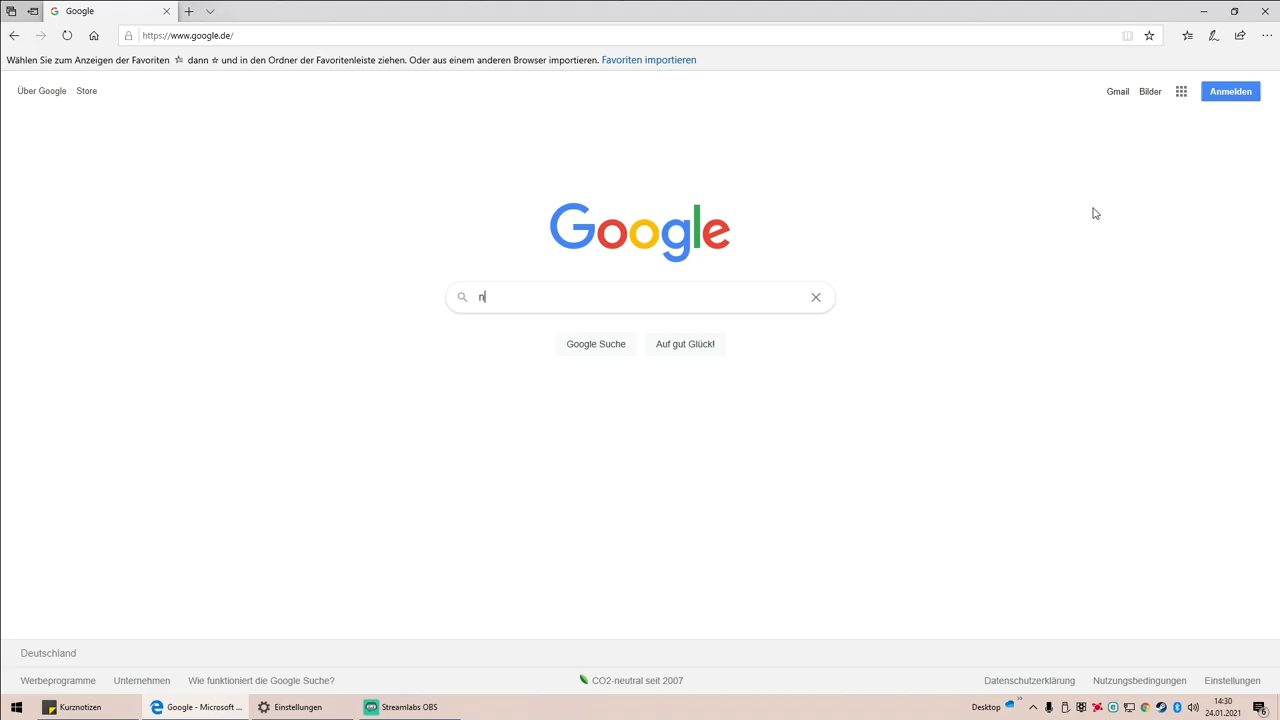 Google
https://www.google.de/
Wählen Sie zum Anzeigen der Favoriten ☆ dann ☆ und in den Ordner der Favoritenleiste ziehen. Oder aus einem anderen Browser importieren. Favoriten importieren
Über Google Store
Gmail Bilder Anmelden
Google
n
Google Suche Auf gut Glück!
Deutschland
Werbeprogramme Unternehmen Wie funktioniert die Google Suche? CO2-neutral seit 2007 Datenschutzerklärung Nutzungsbedingungen Einstellungen
Kurznotizen Google - Microsoft ... Einstellungen Streamlabs OBS Desktop 14:30
24.01.2021
6